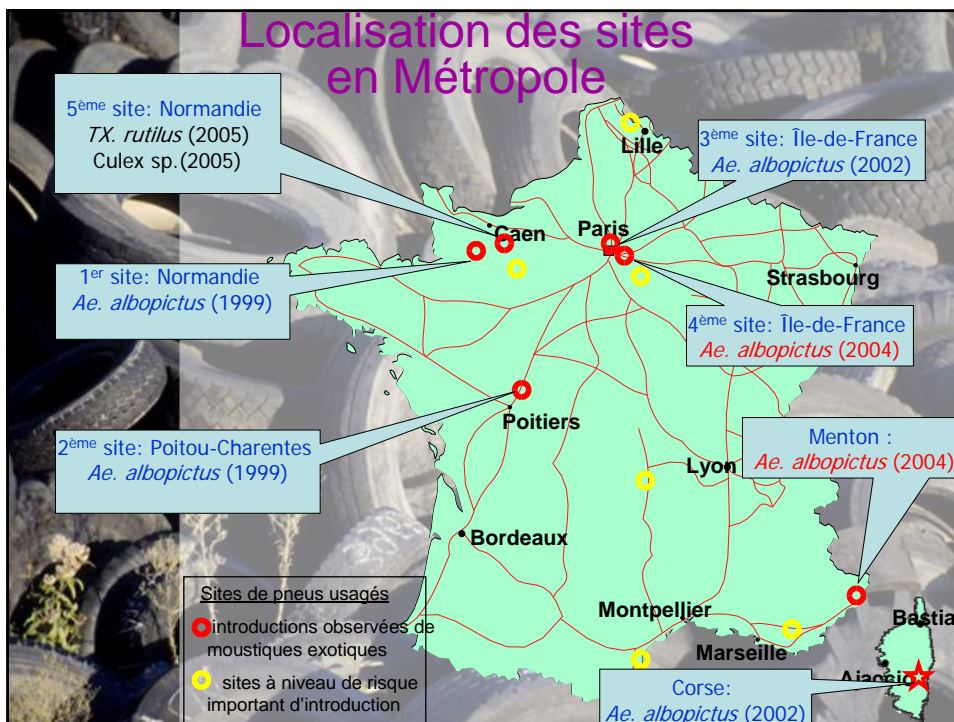 Localisation des sites
en Métropole
5ème site: Normandie
TX. rutilus (2005)
Culex sp.(2005)
3ème site: Île-de-France
Ae. albopictus (2002)
Lille
Caen
Paris
Strasbourg
1er site: Normandie
Ae. albopictus (1999)
4ème site: Île-de-France
Ae. albopictus (2004)
Poitiers
2ème site: Poitou-Charentes
Ae. albopictus (1999)
Menton :
Ae. albopictus (2004)
Lyon
Bordeaux
Sites de pneus usagés
introductions observées de
moustiques exotiques
sites à niveau de risque
important d'introduction
Montpellier
Marseille
Bastia
Ajaccio
Corse:
Ae. albopictus (2002)